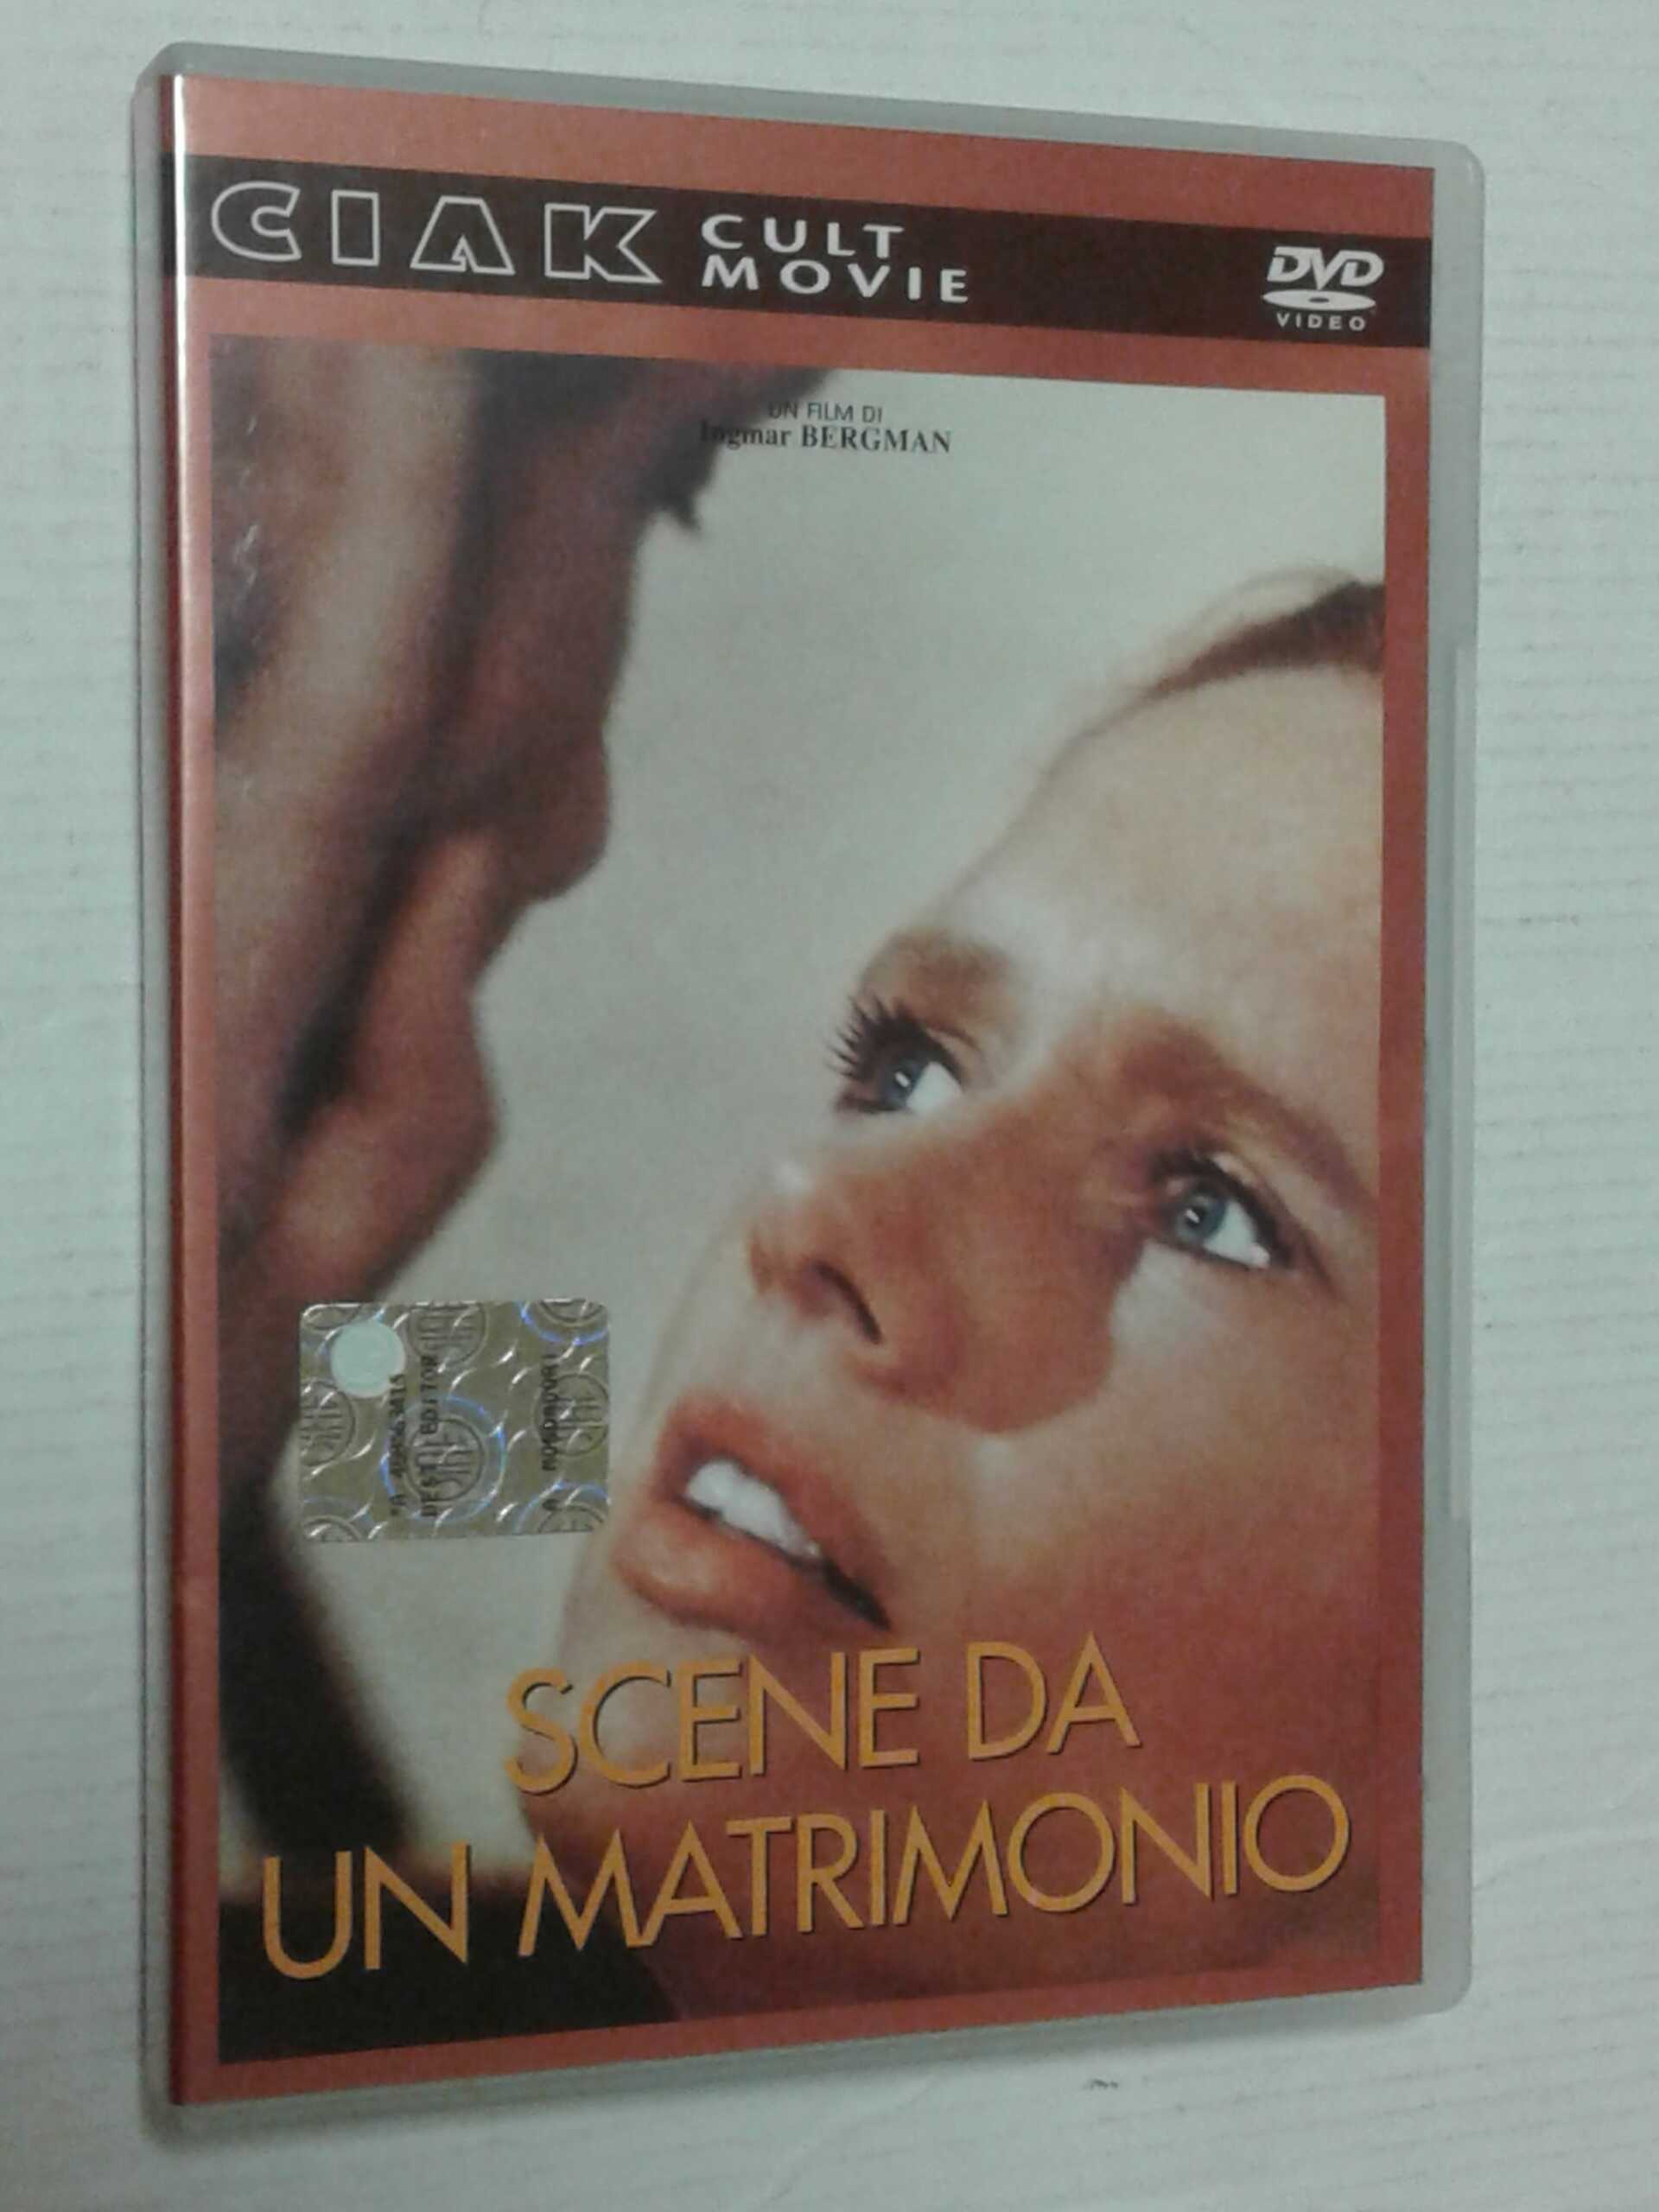 CIAK CULT MOVIE
DVD
VIDEO
UN FILM DI
Ingmar BERGMAN
SCENE DA
UN MATRIMONIO